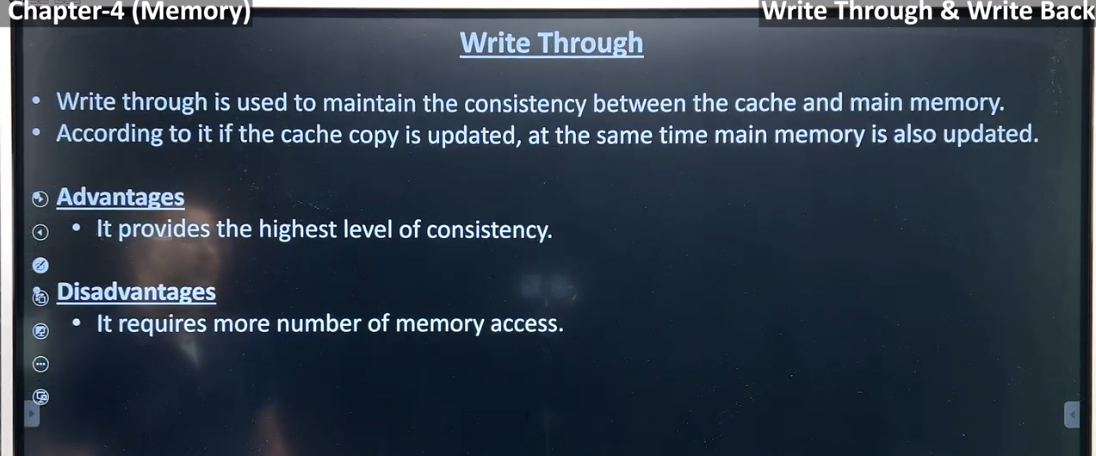 Chapter-4 (Memory)
Write Through & Write Back
Write Through
• Write through is used to maintain the consistency between the cache and main memory.
• According to it if the cache copy is updated, at the same time main memory is also updated.
Advantages
• It provides the highest level of consistency.
Disadvantages
• It requires more number of memory access.